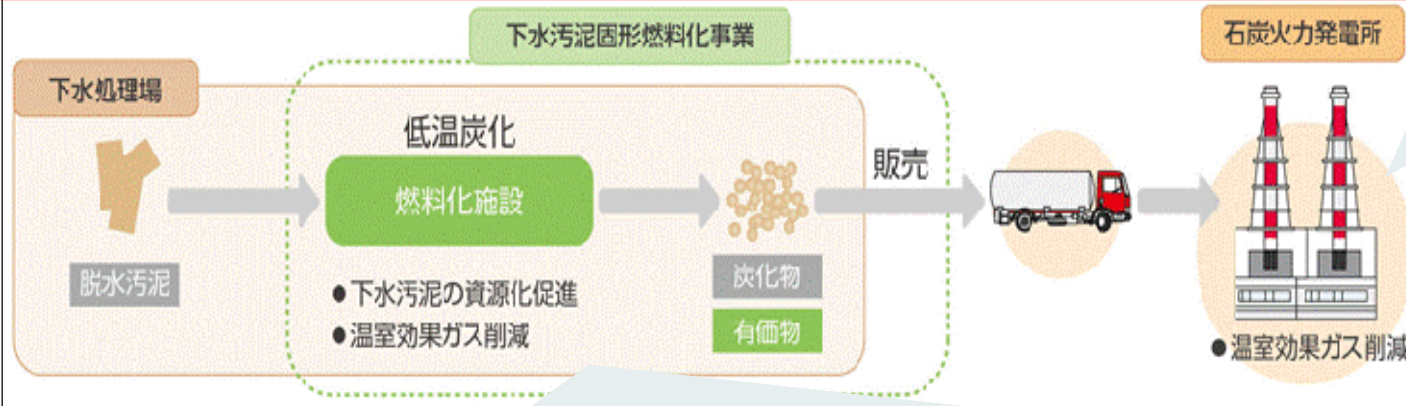 下水汚泥固形燃料化事業
石炭火力発電所
下水処理場
低温炭化
燃料化施設
販売
脱水汚泥
炭化物
有価物
●下水汚泥の資源化促進
●温室効果ガス削減
●温室効果ガス削減